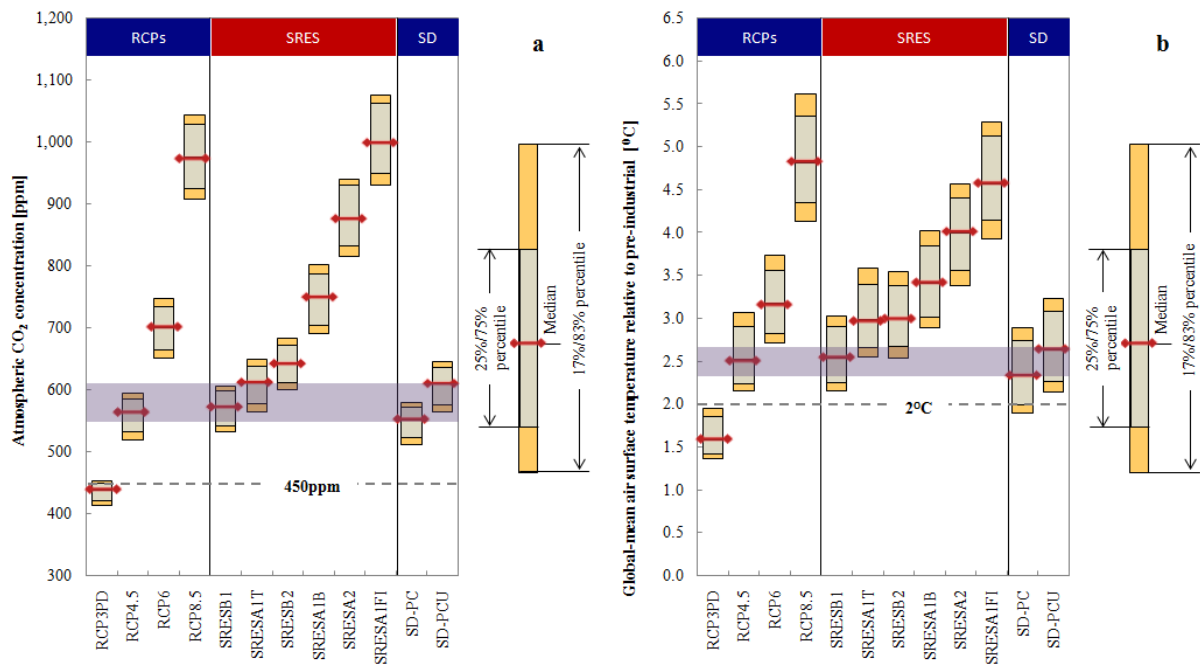 RCPs SRES SD
a
Atmospheric CO₂ concentration [ppm]
1,200
1,100
1,000
900
800
700
600
500
400
300
450ppm
RCP3PD
RCP4.5
RCP6
RCP8.5
SRESB1
SRESA1T
SRESB2
SRESA1B
SRESA2
SRESA1FI
SD-PC
SD-PCU
25%/75%
percentile
Median
17%/83% percentile
RCPs SRES SD
b
Global-mean air surface temperature relative to pre-industrial [⁰C]
6.5
6.0
5.5
5.0
4.5
4.0
3.5
3.0
2.5
2.0
1.5
1.0
0.5
0.0
2⁰C
RCP3PD
RCP4.5
RCP6
RCP8.5
SRESB1
SRESA1T
SRESB2
SRESA1B
SRESA2
SRESA1FI
SD-PC
SD-PCU
25%/75%
percentile
Median
17%/83% percentile